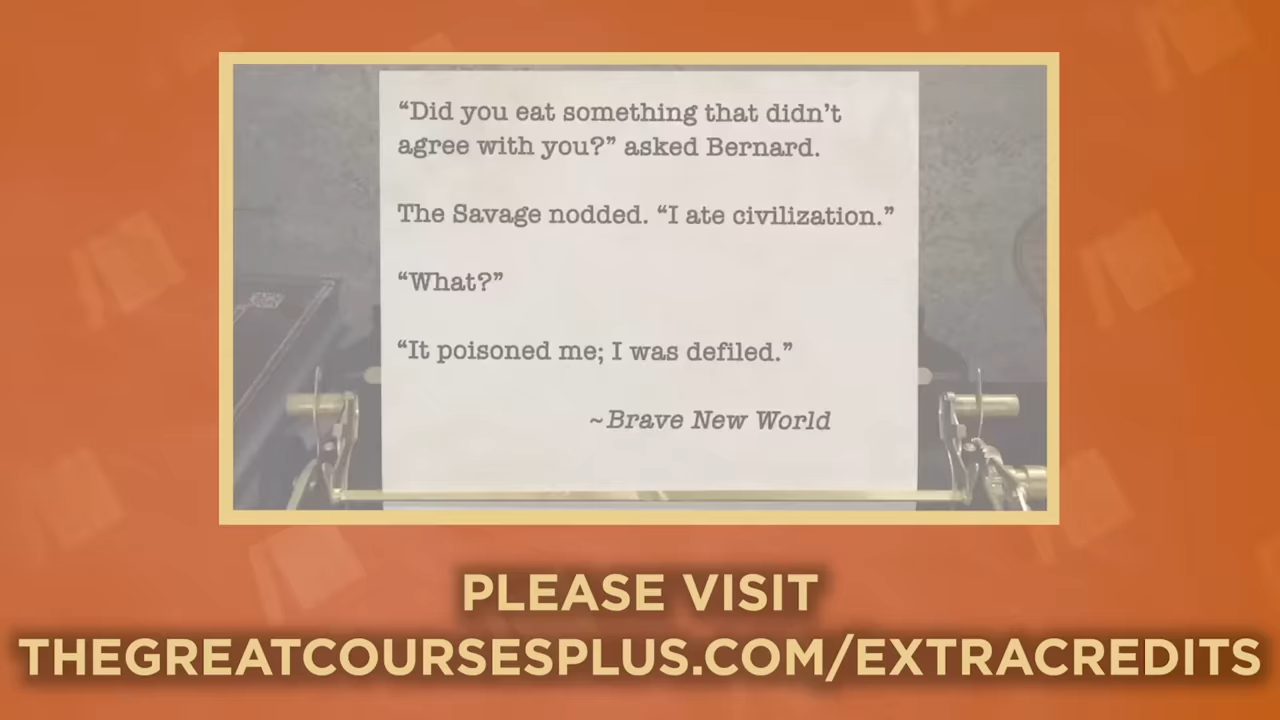 “Did you eat something that didn’t
agree with you?” asked Bernard.
The Savage nodded. “I ate civilization.”
“What?”
“It poisoned me; I was defiled.”
~Brave New World
PLEASE VISIT
THEGREATCOURSESPLUS.COM/EXTRACREDITS